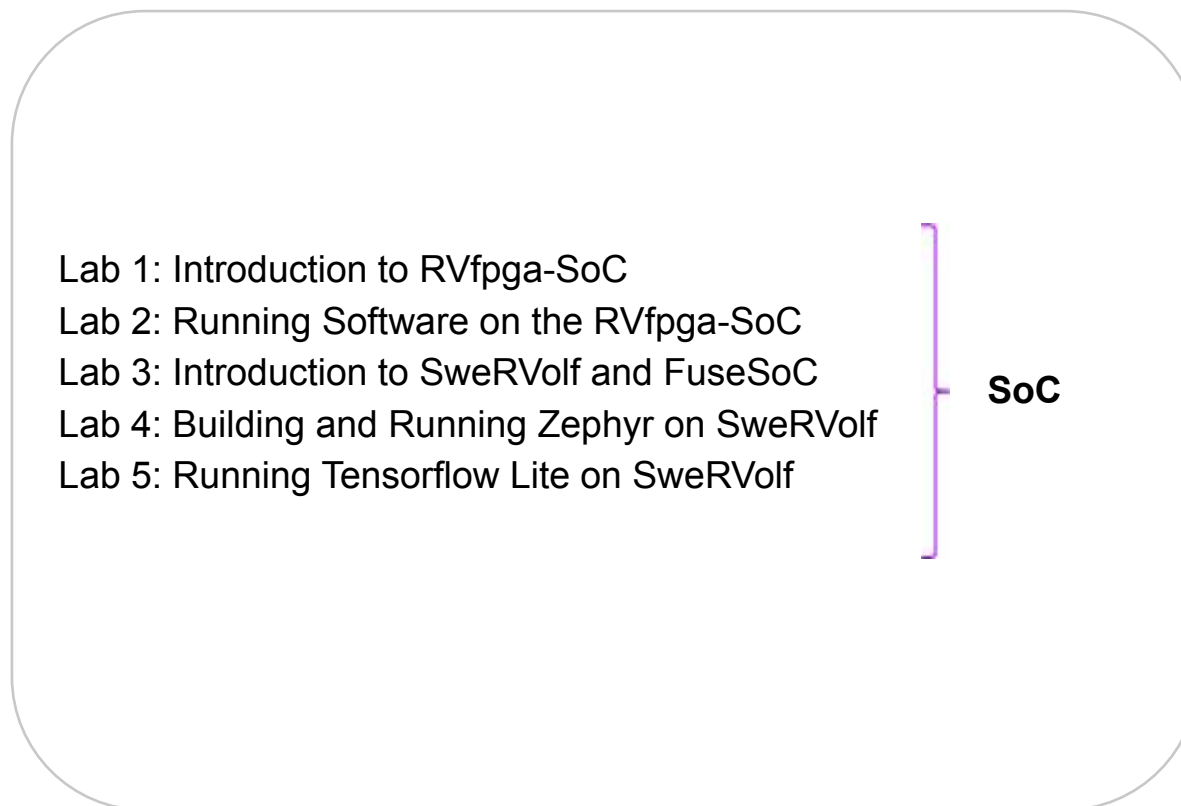 Lab 1: Introduction to RVfpga-SoC
Lab 2: Running Software on the RVfpga-SoC
Lab 3: Introduction to SweRVolf and FuseSoC
Lab 4: Building and Running Zephyr on SweRVolf
Lab 5: Running Tensorflow Lite on SweRVolf
SoC